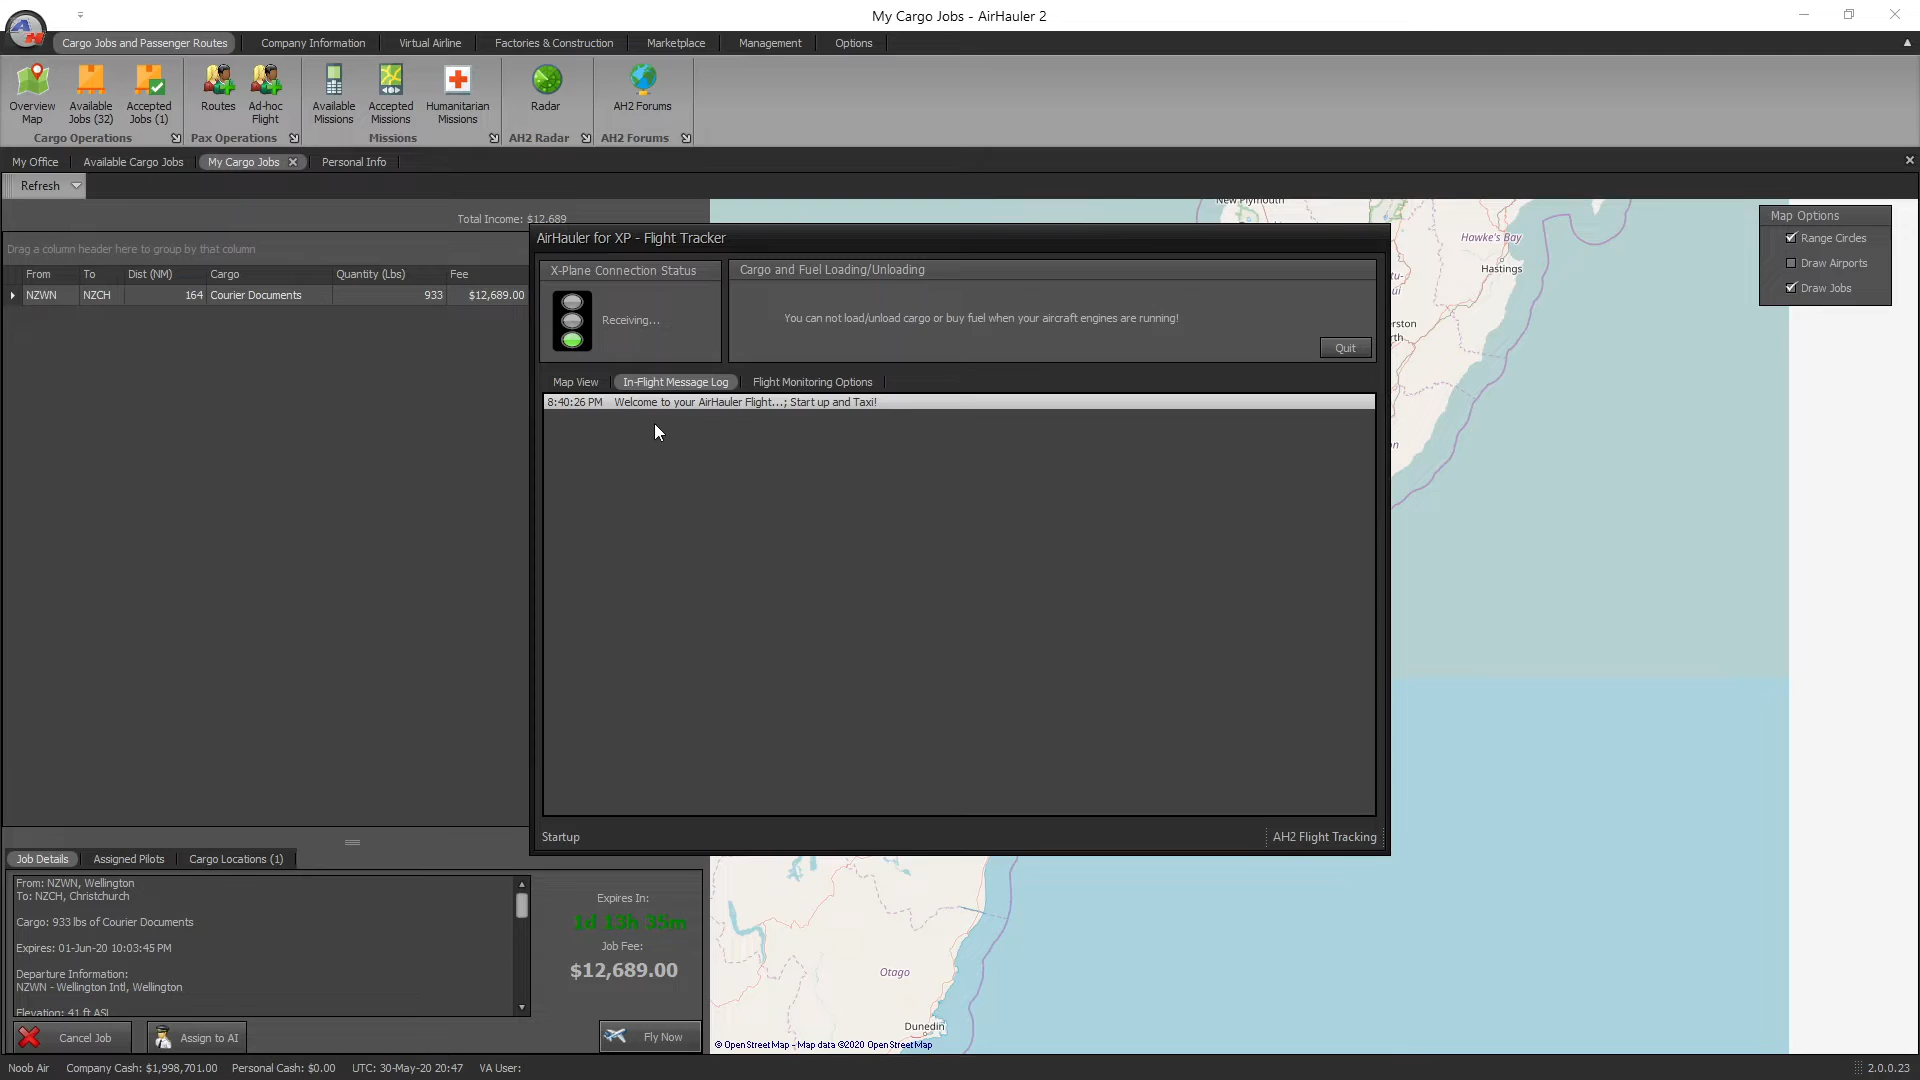 My Cargo Jobs - AirHauler 2
Cargo Jobs and Passenger Routes
Company Information
Virtual Airline
Factories & Construction
Marketplace
Management
Options
Overview Map
Available Jobs (32)
Accepted Jobs (1)
Routes
Ad-hoc Flight
Available Missions
Accepted Missions
Humanitarian Missions
Radar
AH2 Forums
Cargo Operations
Pax Operations
Missions
AH2 Radar
AH2 Forums
My Office
Available Cargo Jobs
My Cargo Jobs
Personal Info
Refresh
Total Income: $12,689
Drag a column header here to group by that column
From To Dist (NM) Cargo Quantity (Lbs) Fee
NZWN NZCH 164 Courier Documents 933 $12,689.00
AirHauler for XP - Flight Tracker
X-Plane Connection Status
Receiving...
Cargo and Fuel Loading/Unloading
You can not load/unload cargo or buy fuel when your aircraft engines are running!
Quit
Map View
In-Flight Message Log
Flight Monitoring Options
8:40:26 PM Welcome to your AirHauler Flight...; Start up and Taxi!
Startup
AH2 Flight Tracking
New Plymouth
Hawke's Bay
Hastings
Map Options
Range Circles
Draw Airports
Draw Jobs
Otago
Dunedin
© OpenStreetMap - Map data ©2020 OpenStreetMap
Job Details
Assigned Pilots
Cargo Locations (1)
From: NZWN, Wellington
To: NZCH, Christchurch
Cargo: 933 lbs of Courier Documents
Expires: 01-Jun-20 10:03:45 PM
Departure Information:
NZWN - Wellington Intl, Wellington
Elevation: 41 ft ASL
Expires In:
1d 13h 35m
Job Fee:
$12,689.00
Cancel Job
Assign to AI
Fly Now
Noob Air
Company Cash: $1,998,701.00
Personal Cash: $0.00
UTC: 30-May-20 20:47
VA User:
2.0.0.23